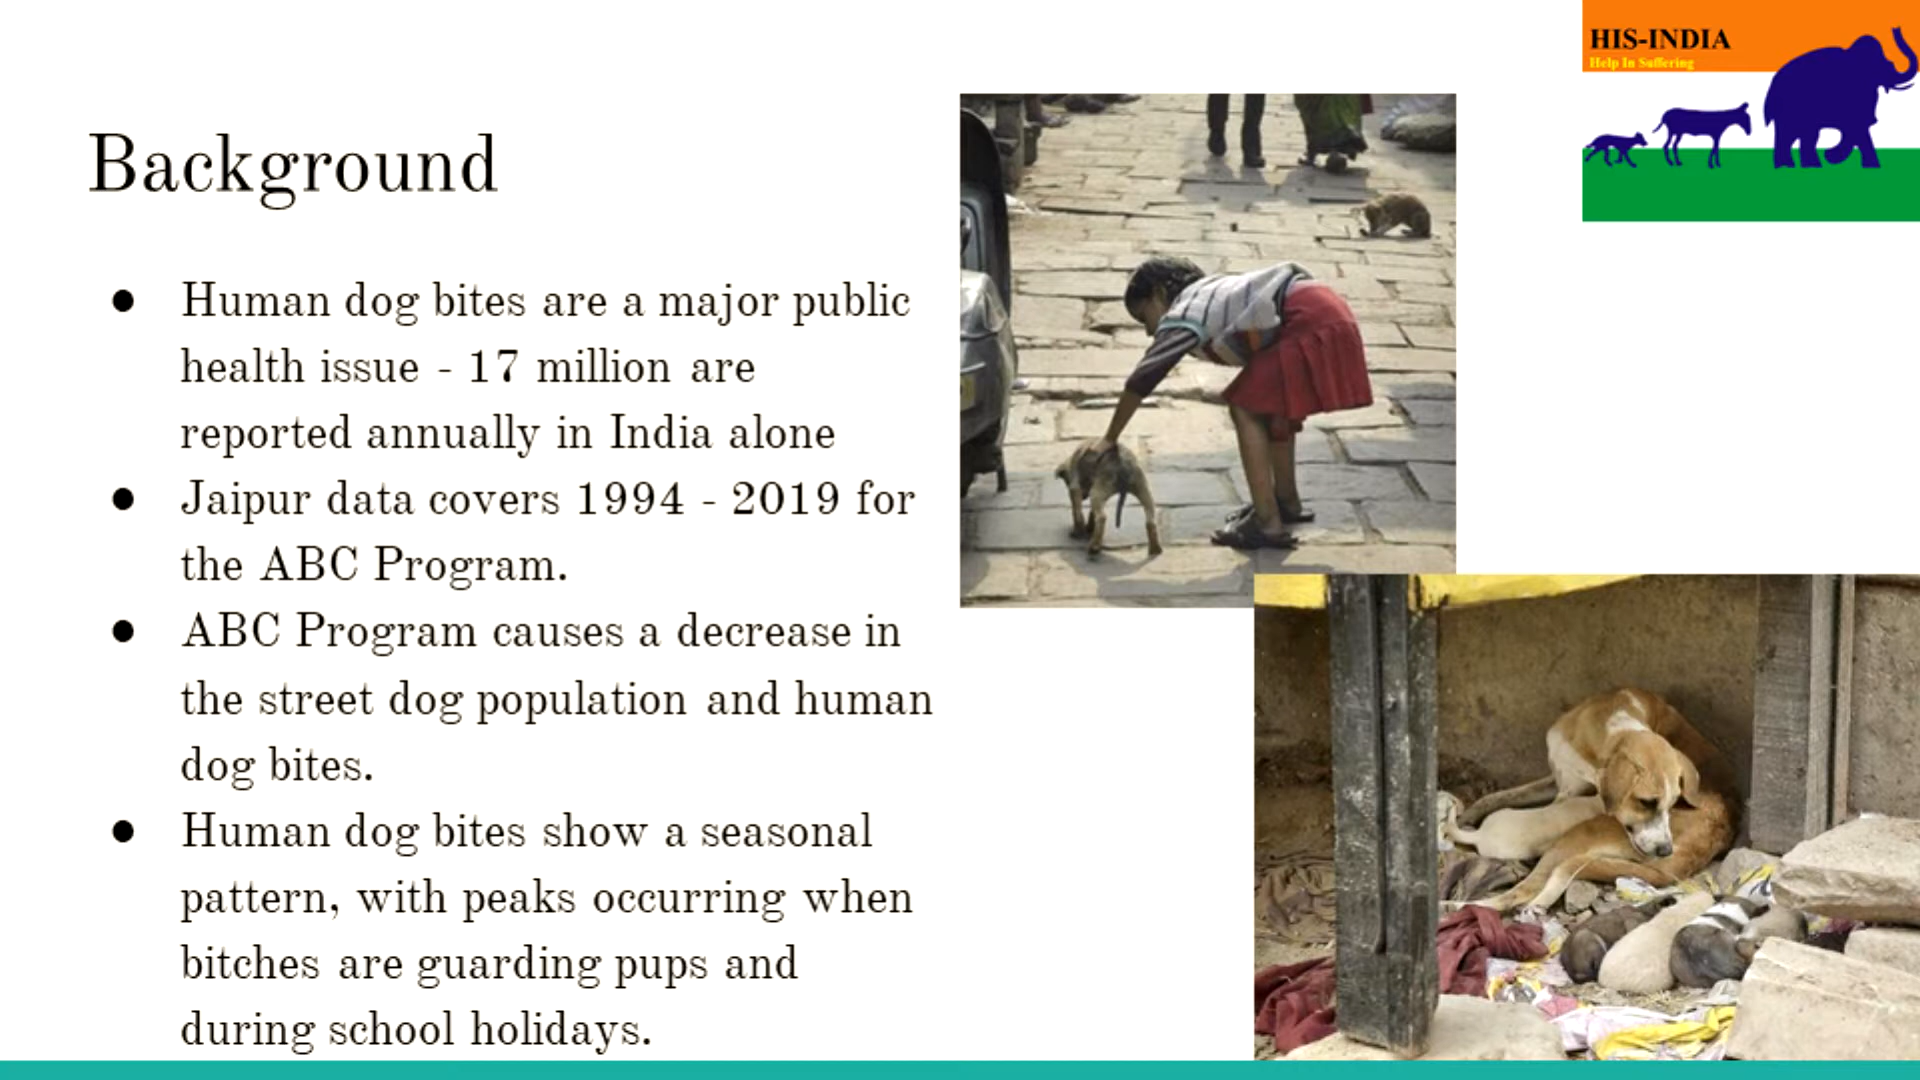 HIS-INDIA
Help In Suffering
Background
● Human dog bites are a major public
health issue - 17 million are
reported annually in India alone
● Jaipur data covers 1994 - 2019 for
the ABC Program.
● ABC Program causes a decrease in
the street dog population and human
dog bites.
● Human dog bites show a seasonal
pattern, with peaks occurring when
bitches are guarding pups and
during school holidays.